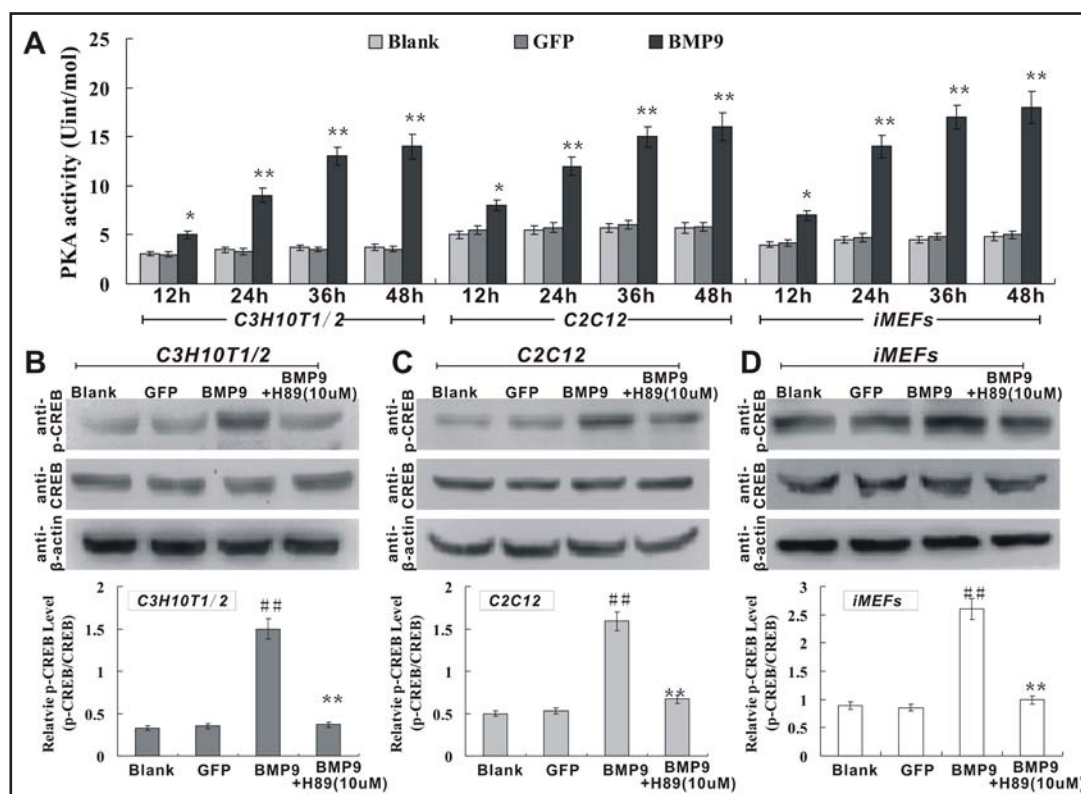 A
Blank GFP BMP9
PKA activity (Uint/mol)
25
20
15
10
5
0
* ** ** ** * ** ** ** * ** ** **
12h 24h 36h 48h 12h 24h 36h 48h 12h 24h 36h 48h
C3H10T1/2 C2C12 iMEFs
B
C3H10T1/2
Blank GFP BMP9 BMP9
+H89(10uM)
anti-
p-CREB
anti-
CREB
anti-
β-actin
Relatvie p-CREB Level
(p-CREB/CREB)
2
1.5
1
0.5
0
C3H10T1/2
##
**
Blank GFP BMP9 BMP9
+H89(10uM)
C
C2C12
Blank GFP BMP9 BMP9
+H89(10uM)
anti-
p-CREB
anti-
CREB
anti-
β-actin
Relatvie p-CREB Level
(p-CREB/CREB)
2
1.5
1
0.5
0
C2C12
##
**
Blank GFP BMP9 BMP9
+H89(10uM)
D
iMEFs
Blank GFP BMP9 BMP9
+H89(10uM)
anti-
p-CREB
anti-
CREB
anti-
β-actin
Relatvie p-CREB Level
(p-CREB/CREB)
3
2.5
2
1.5
1
0.5
0
iMEFs
##
**
Blank GFP BMP9 BMP9
+H89(10uM)